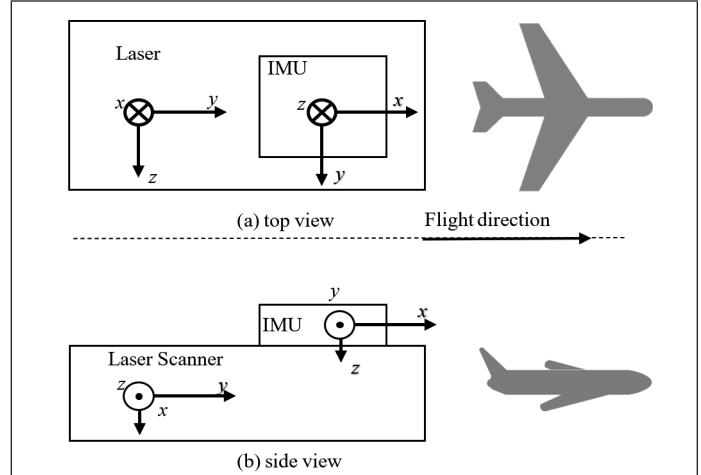 Laser
IMU
x
y
z
x
z
y
(a) top view
Flight direction
y
IMU
x
z
Laser Scanner
z
y
x
(b) side view